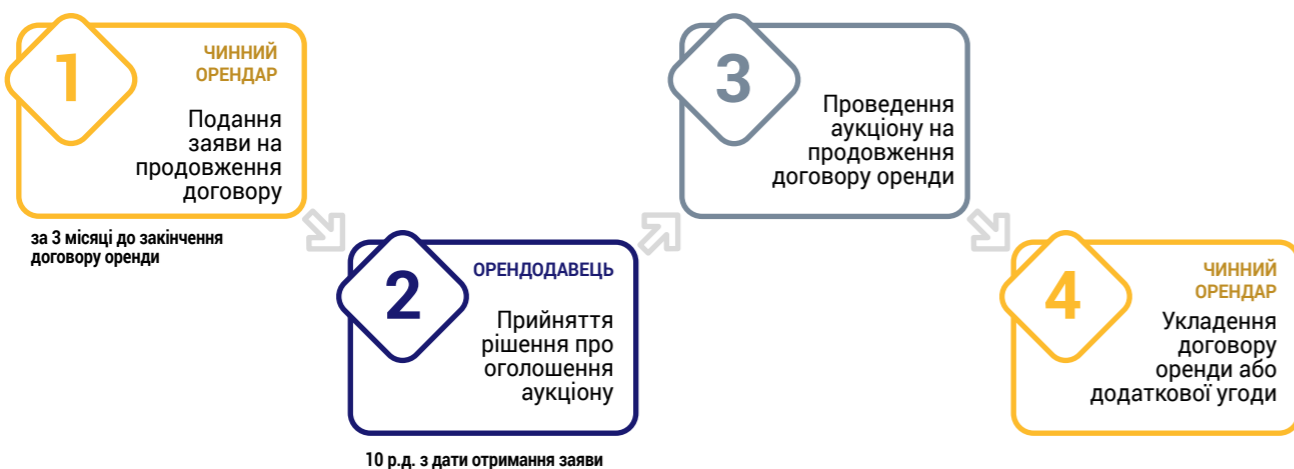 1
ЧИННИЙ
ОРЕНДАР
Подання
заяви на
продовження
договору
за 3 місяці до закінчення
договору оренди
2
ОРЕНДОДАВЕЦЬ
Прийняття
рішення про
оголошення
аукціону
10 р.д. з дати отримання заяви
3
Проведення
аукціону на
продовження
договору оренди
4
ЧИННИЙ
ОРЕНДАР
Укладення
договору
оренди або
додаткової угоди